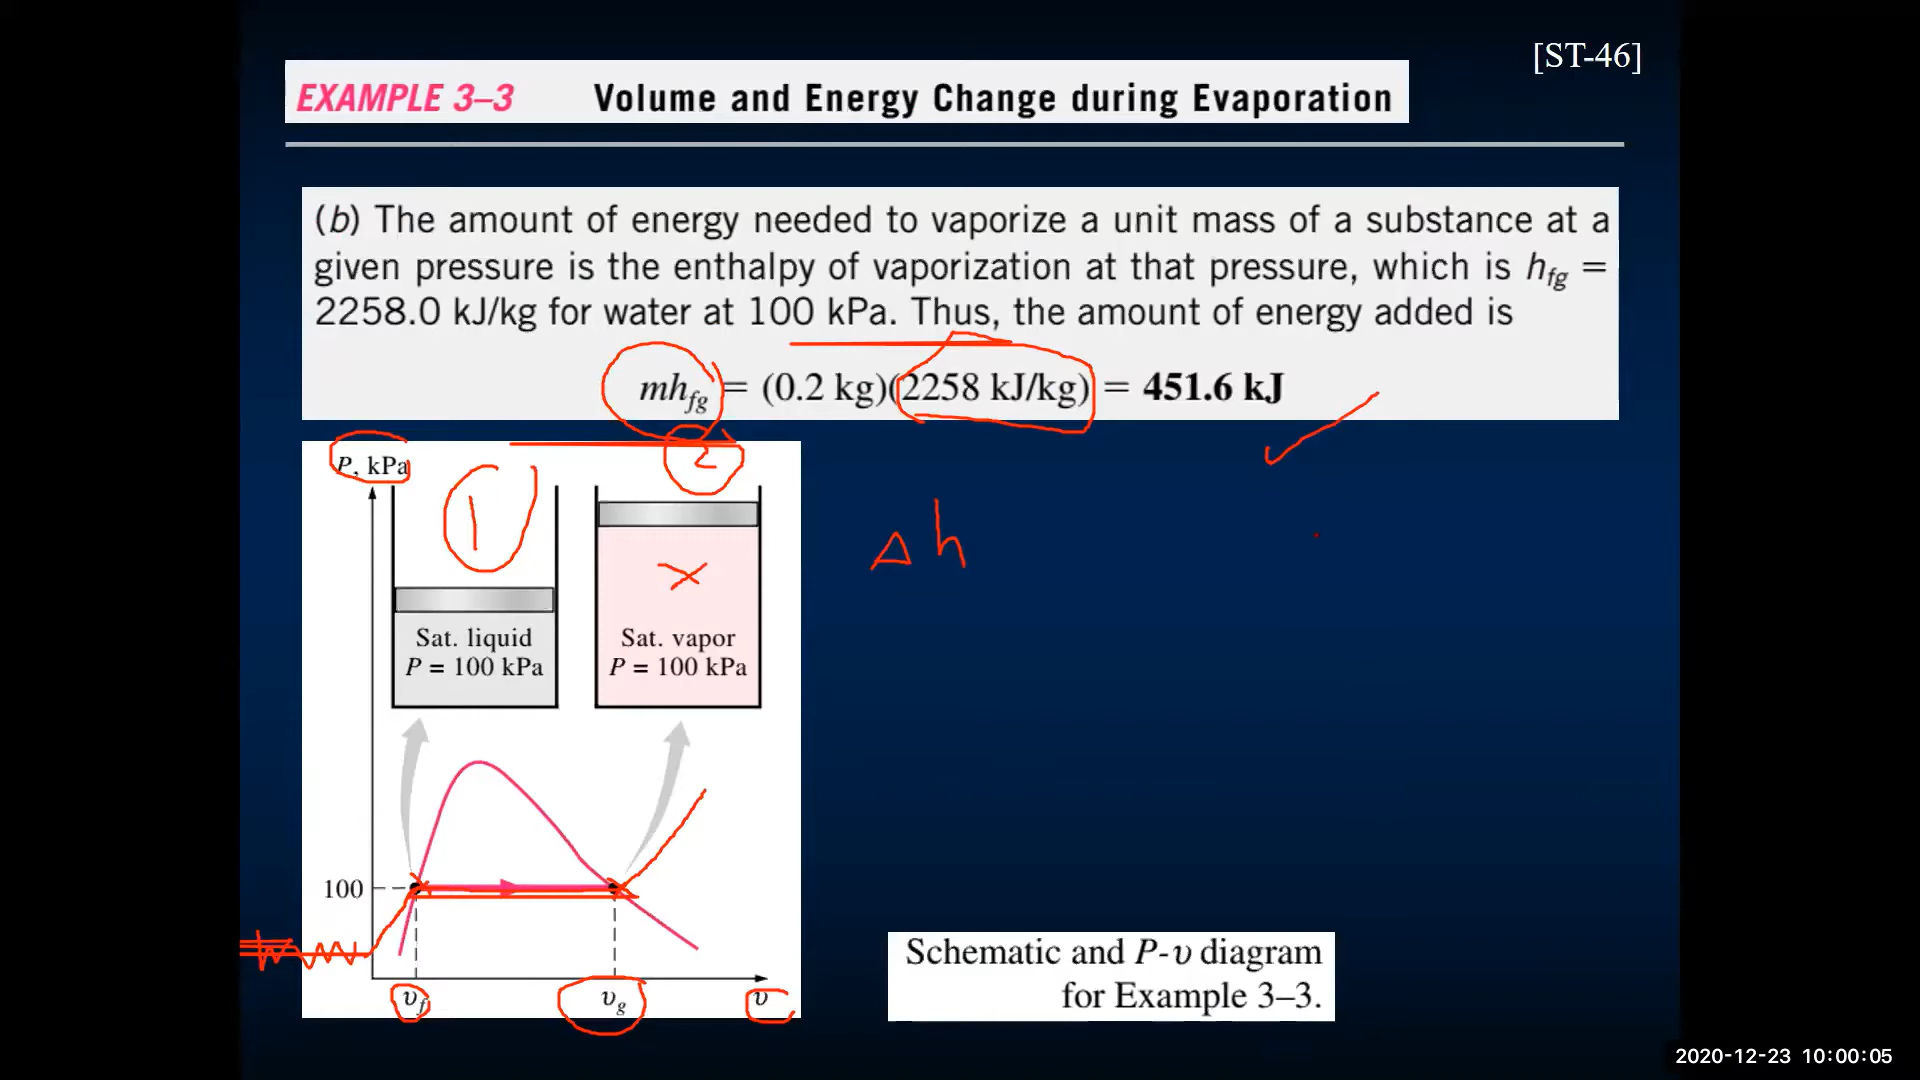 [ST-46]
EXAMPLE 3–3 Volume and Energy Change during Evaporation
(b) The amount of energy needed to vaporize a unit mass of a substance at a
given pressure is the enthalpy of vaporization at that pressure, which is hfg =
2258.0 kJ/kg for water at 100 kPa. Thus, the amount of energy added is
mhfg = (0.2 kg)(2258 kJ/kg) = 451.6 kJ
P, kPa
1
2
Δh
x
Sat. liquid
P = 100 kPa
Sat. vapor
P = 100 kPa
100
υf
υg
υ
Schematic and P-υ diagram
for Example 3–3.
2020-12-23 10:00:05